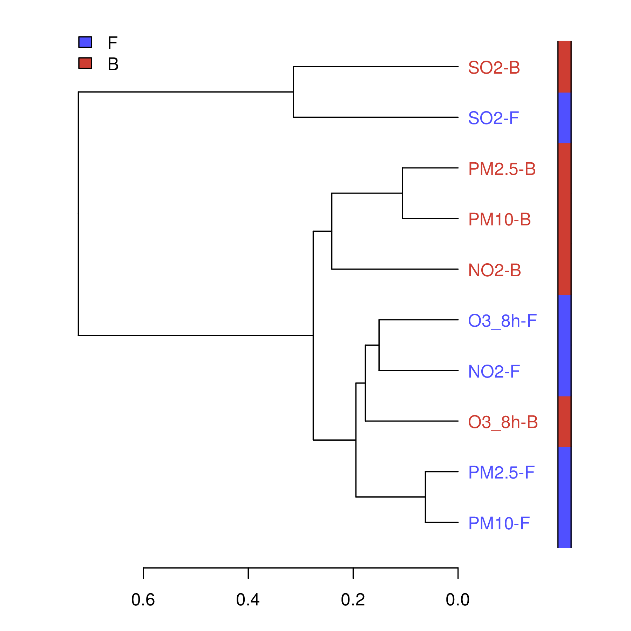 F
B
SO2-B
SO2-F
PM2.5-B
PM10-B
NO2-B
O3_8h-F
NO2-F
O3_8h-B
PM2.5-F
PM10-F
0.6 0.4 0.2 0.0